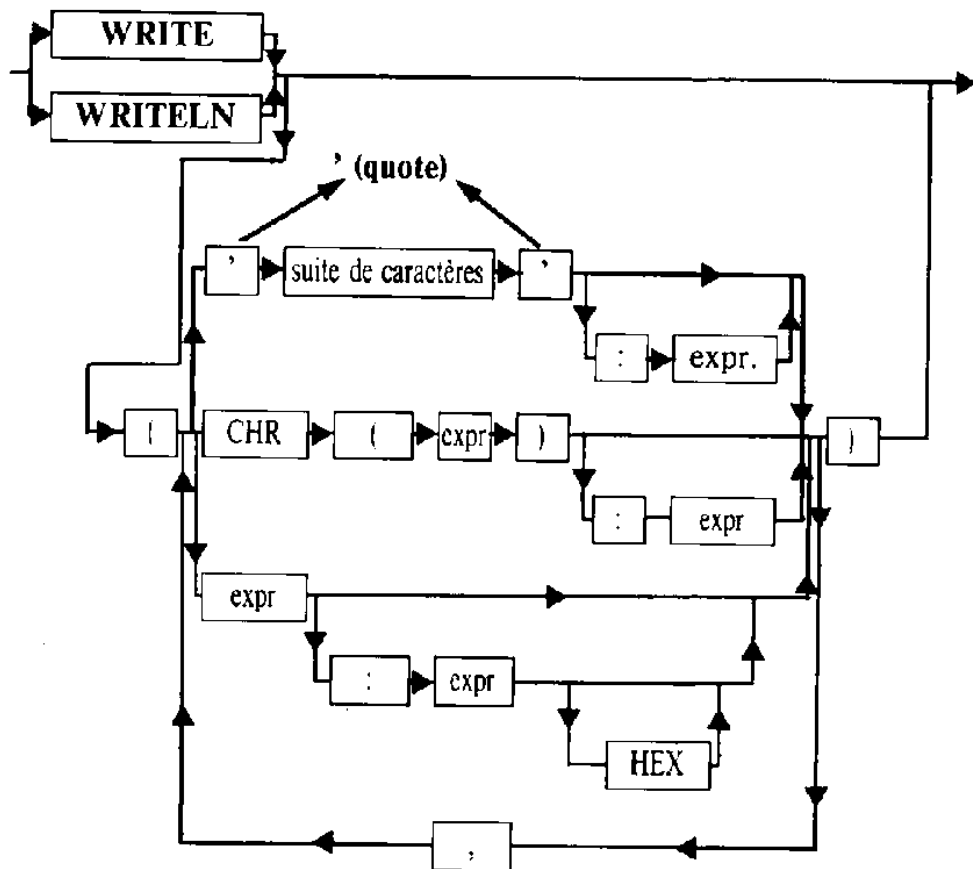 WRITE
WRITELN
’ (quote)
’ suite de caractères ’
: expr.
( CHR ( expr ) )
: expr
expr
: expr
HEX
,